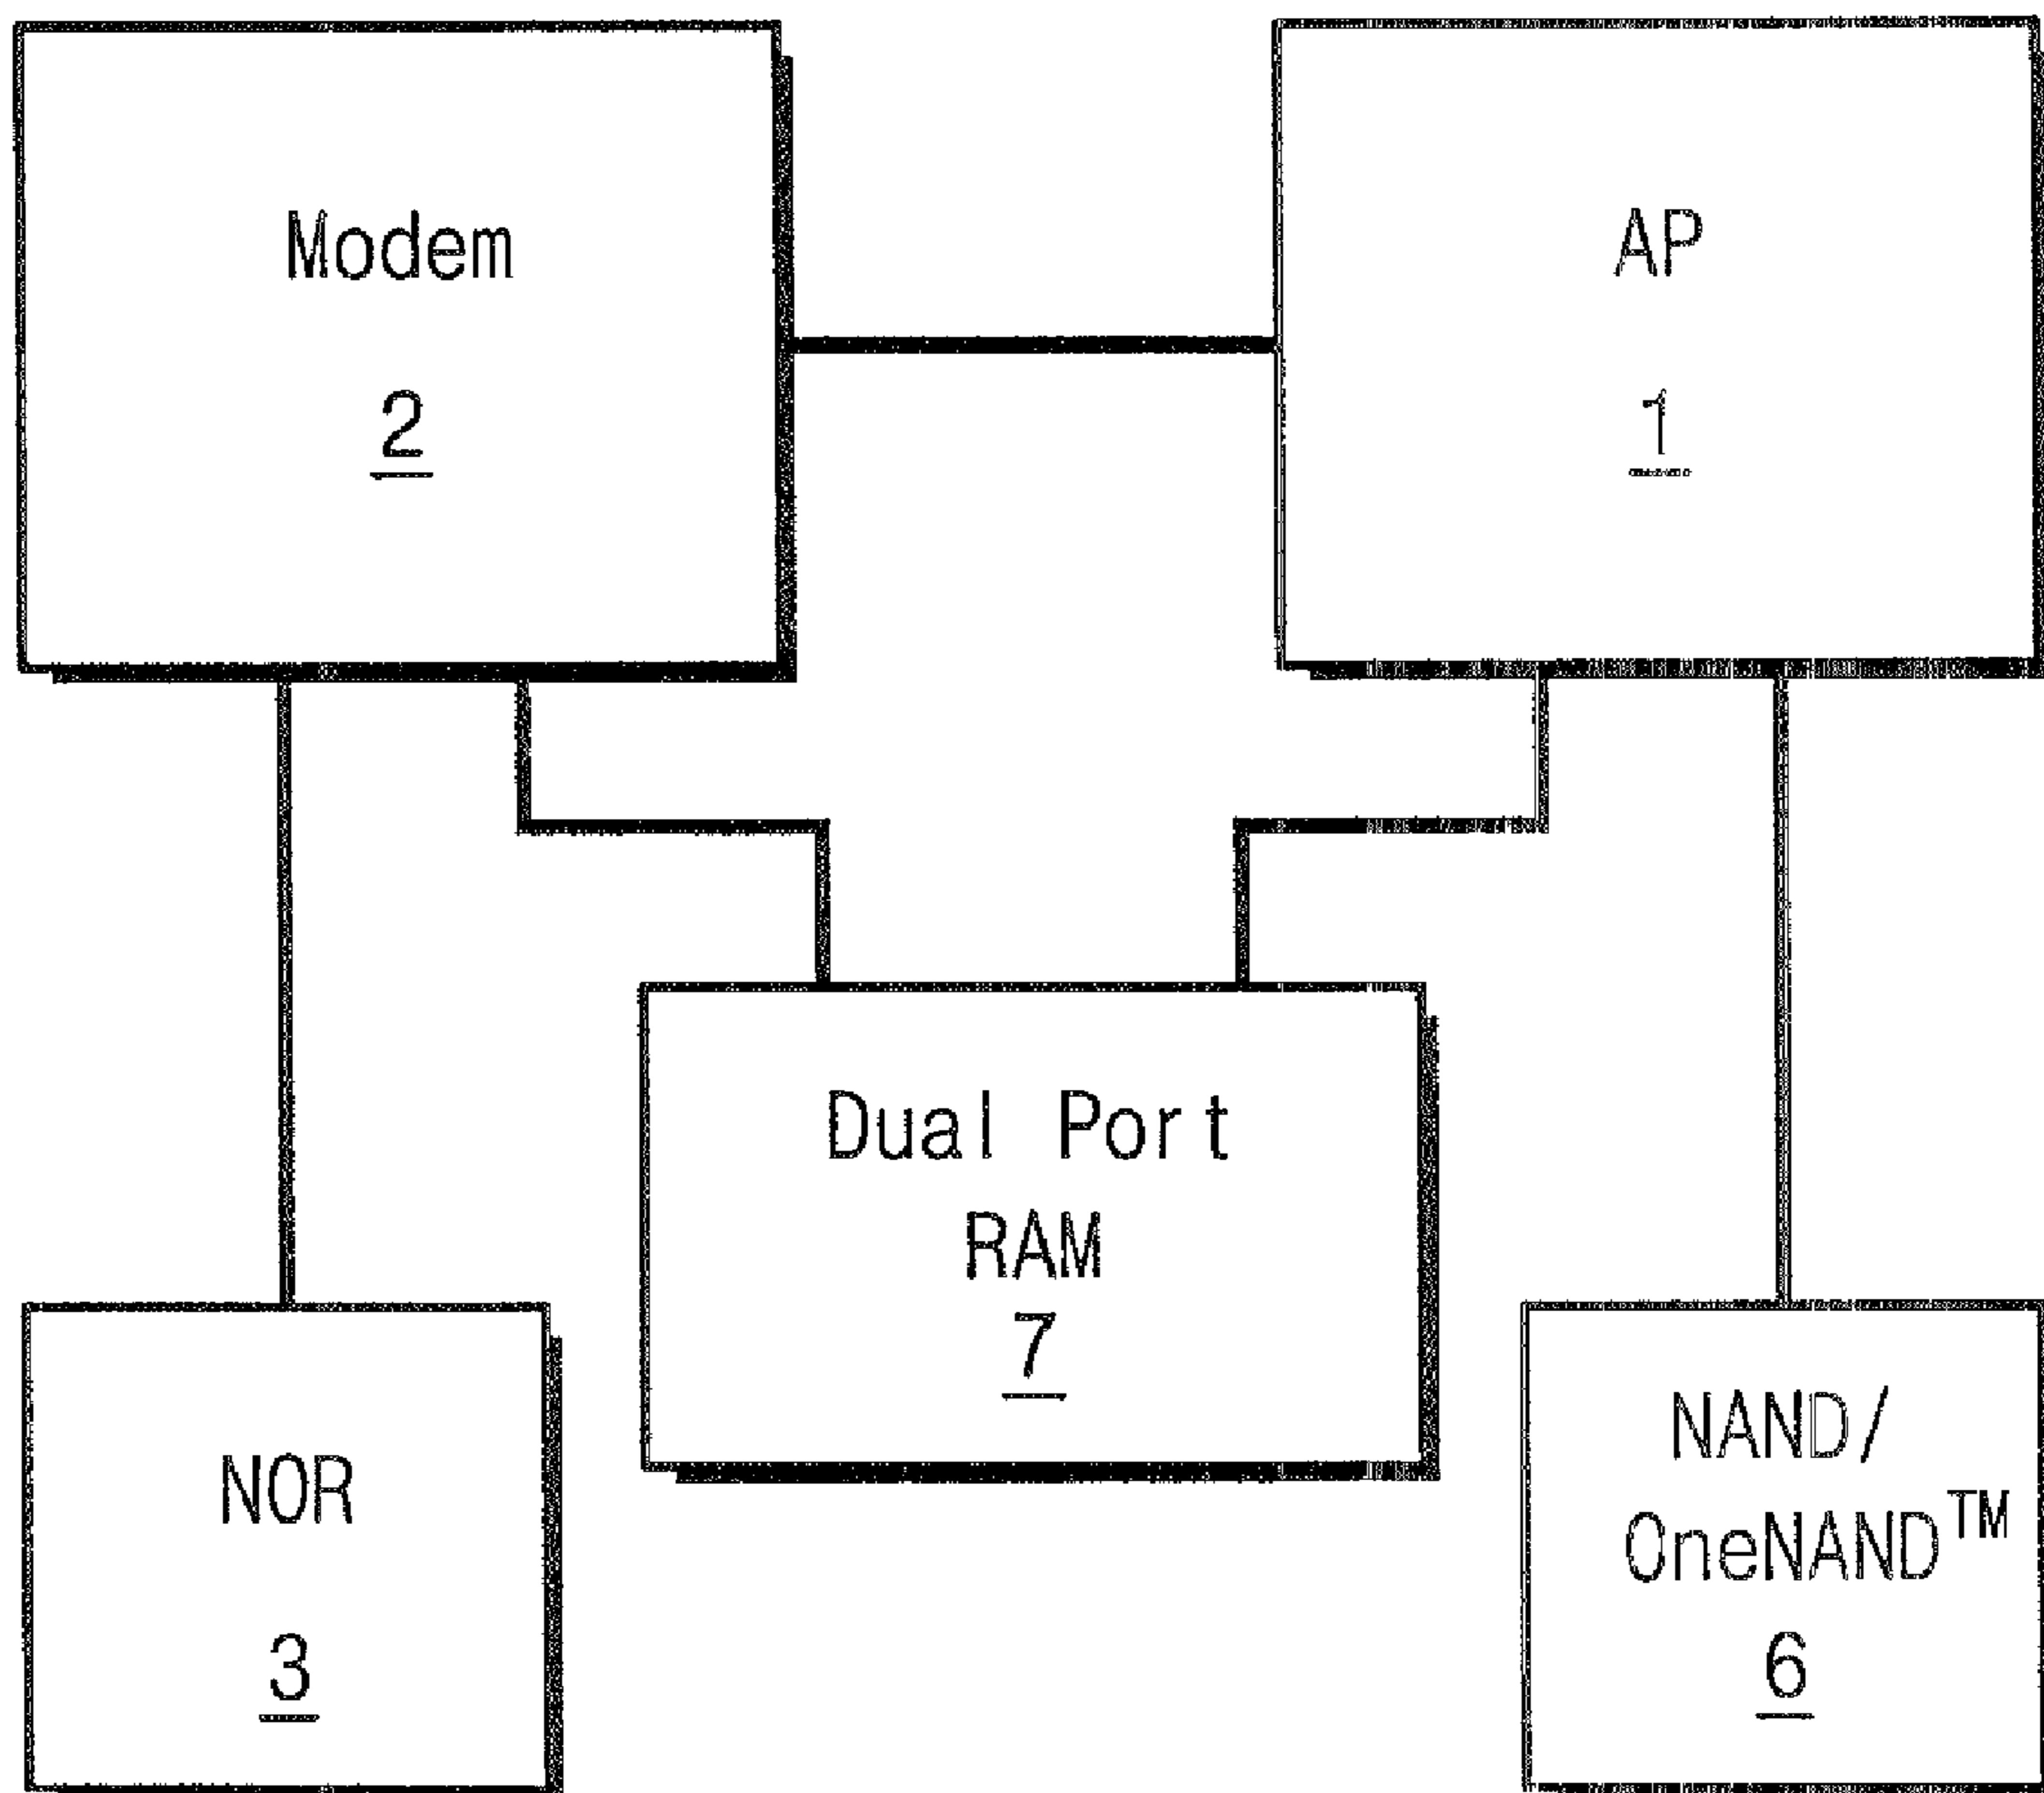 Modem
2
AP
1
Dual Port
RAM
7
NOR
3
NAND/
OneNAND™
6